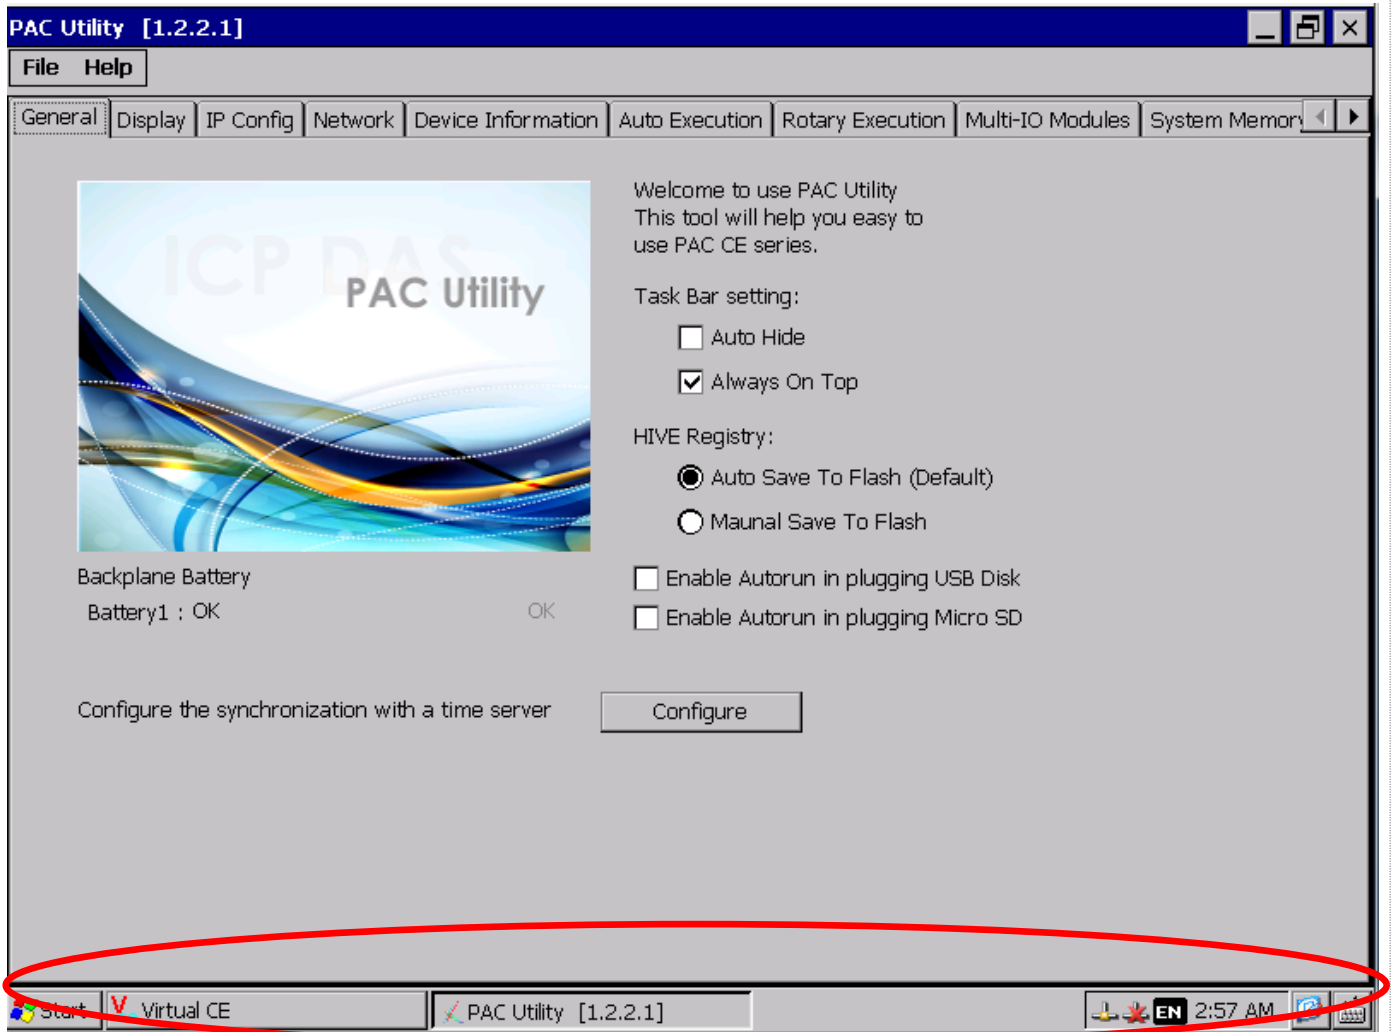 PAC Utility [1.2.2.1]
File Help
General Display IP Config Network Device Information Auto Execution Rotary Execution Multi-IO Modules System Memory
ICP DAS
PAC Utility
Welcome to use PAC Utility
This tool will help you easy to
use PAC CE series.
Task Bar setting:
Auto Hide
Always On Top
HIVE Registry:
Auto Save To Flash (Default)
Maunal Save To Flash
Backplane Battery
Battery1 : OK OK
Enable Autorun in plugging USB Disk
Enable Autorun in plugging Micro SD
Configure the synchronization with a time server Configure
Start Virtual CE PAC Utility [1.2.2.1] EN 2:57 AM